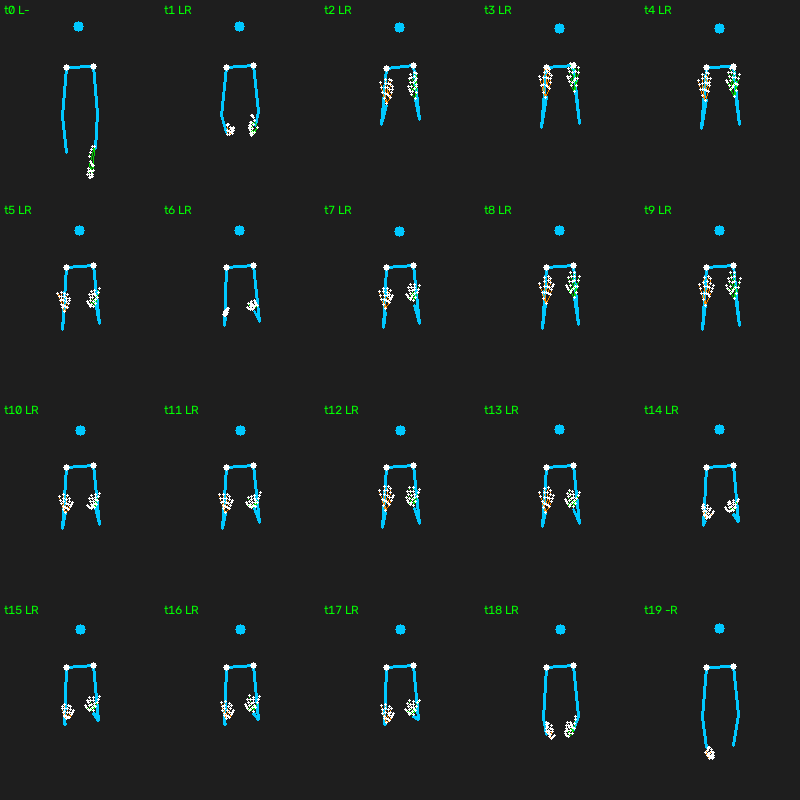 t0 L-
t1 LR
t2 LR
t3 LR
t4 LR
t5 LR
t6 LR
t7 LR
t8 LR
t9 LR
t10 LR
t11 LR
t12 LR
t13 LR
t14 LR
t15 LR
t16 LR
t17 LR
t18 LR
t19 -R